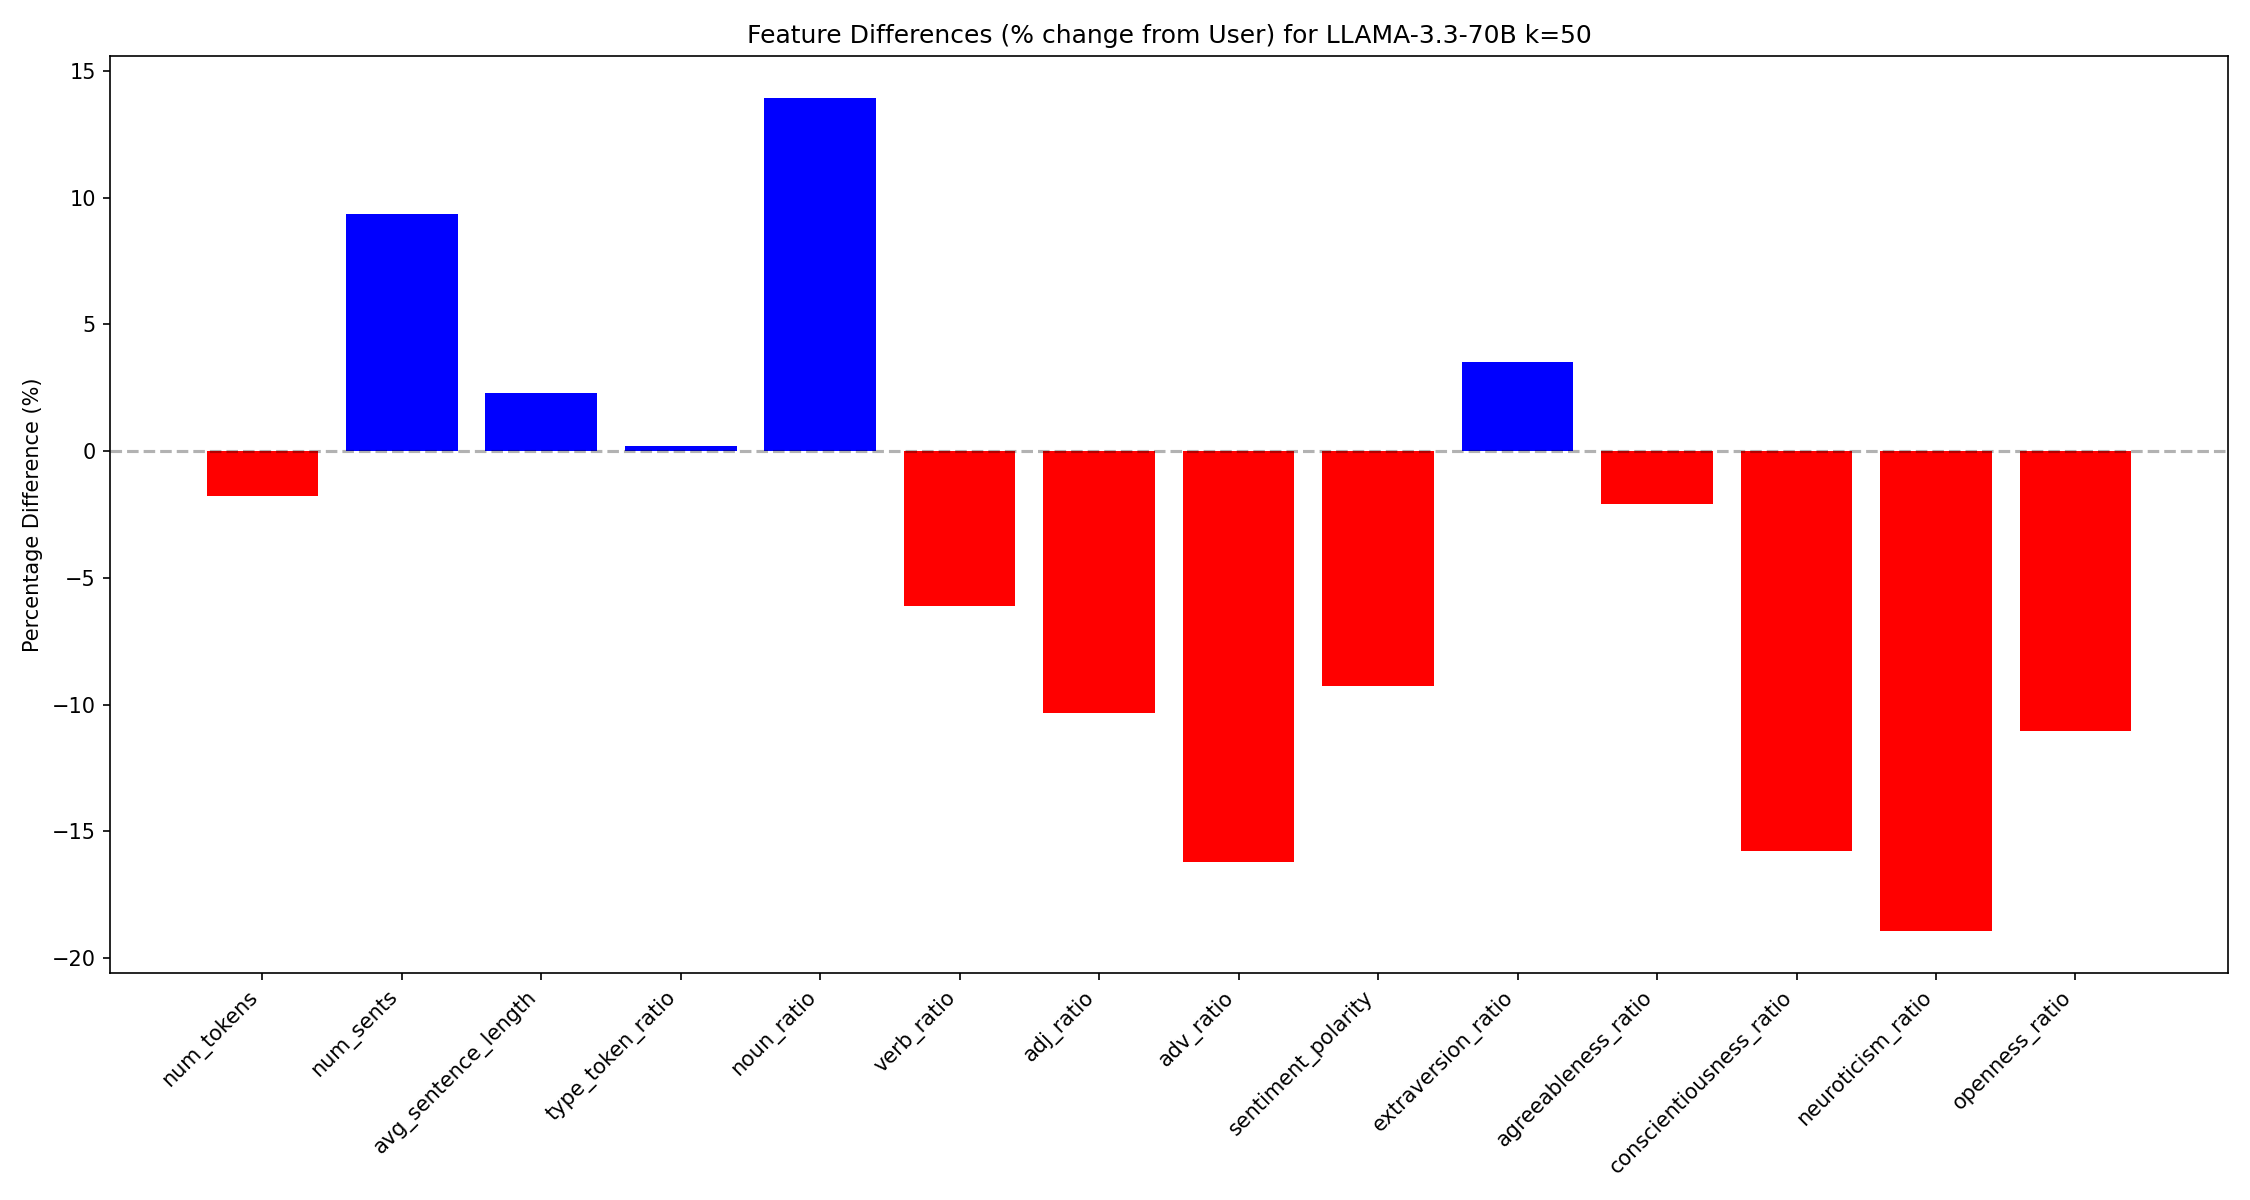 Feature Differences (% change from User) for LLAMA-3.3-70B k=50
Percentage Difference (%)
15
10
5
0
−5
−10
−15
−20
num_tokens
num_sents
avg_sentence_length
type_token_ratio
noun_ratio
verb_ratio
adj_ratio
adv_ratio
sentiment_polarity
extraversion_ratio
agreeableness_ratio
conscientiousness_ratio
neuroticism_ratio
openness_ratio